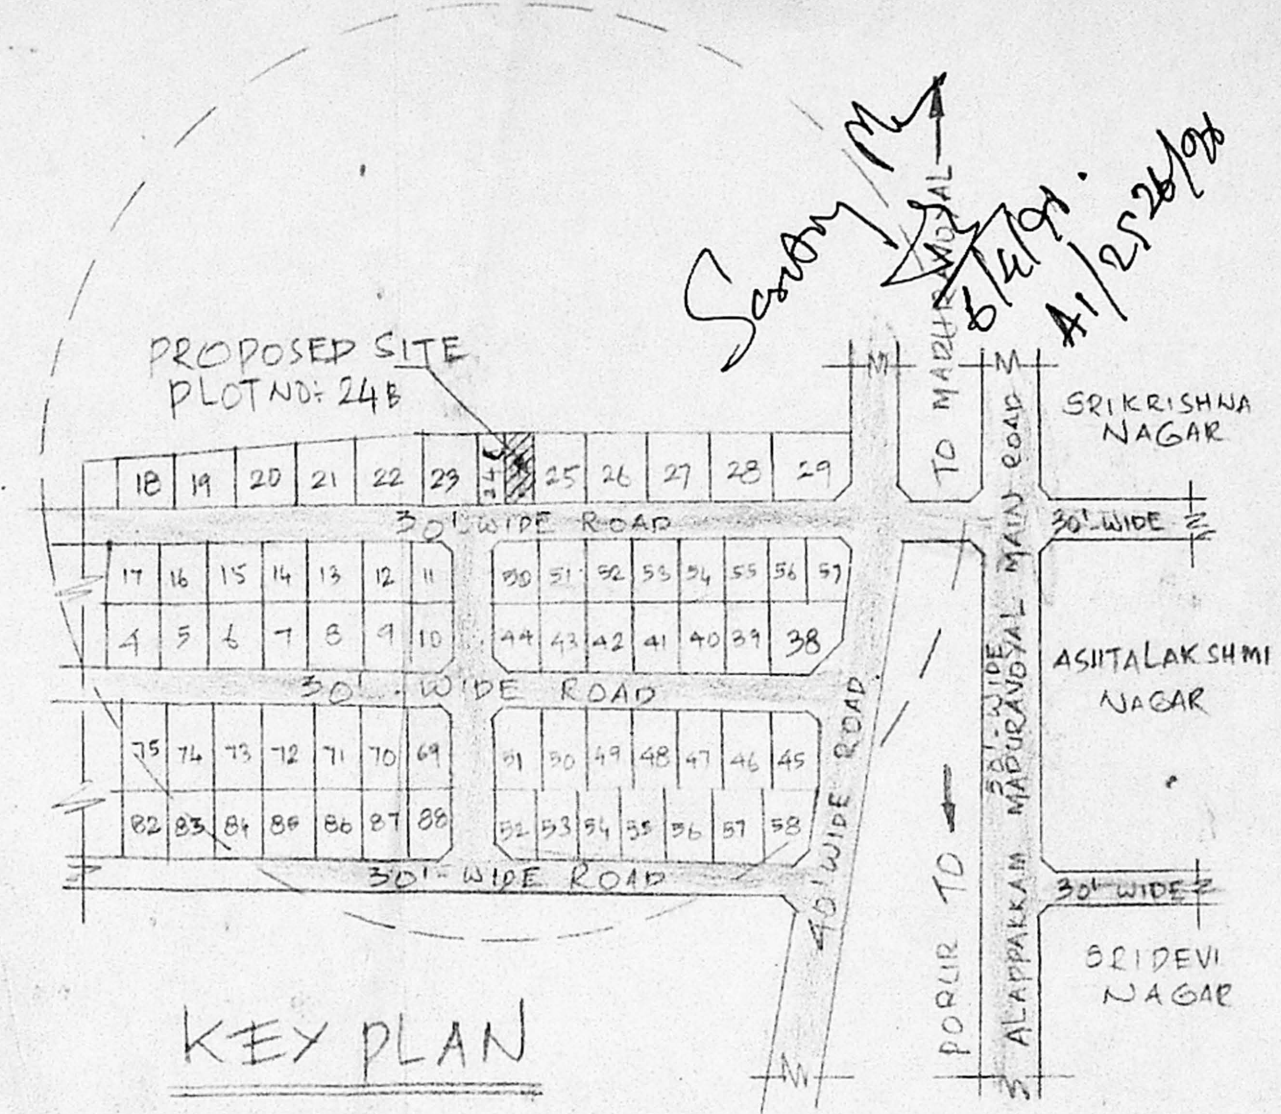 TO MADHRAVOYAL
6/4/98.
A1/2526/98
PROPOSED SITE
PLOT NO: 24B
SRI KRISHNA
NAGAR
18 19 20 21 22 23 24 25 26 27 28 29
30'-WIDE ROAD
30'-WIDE
17 16 15 14 13 12 11 50 51 52 53 54 55 56 57
4 5 6 7 8 9 10 44 43 42 41 40 39 38
ASHTALAKSHMI
NAGAR
30'-WIDE ROAD
75 74 73 72 71 70 69 51 50 49 48 47 46 45
82 83 84 85 86 87 88 52 53 54 55 56 57 58
30'-WIDE ROAD
40' WIDE ROAD
PORUR TO
30'-WIDE
ALAPPAKKAM MADURAVOYAL MAIN ROAD
30' WIDE
SRIDEVI
NAGAR
KEY PLAN